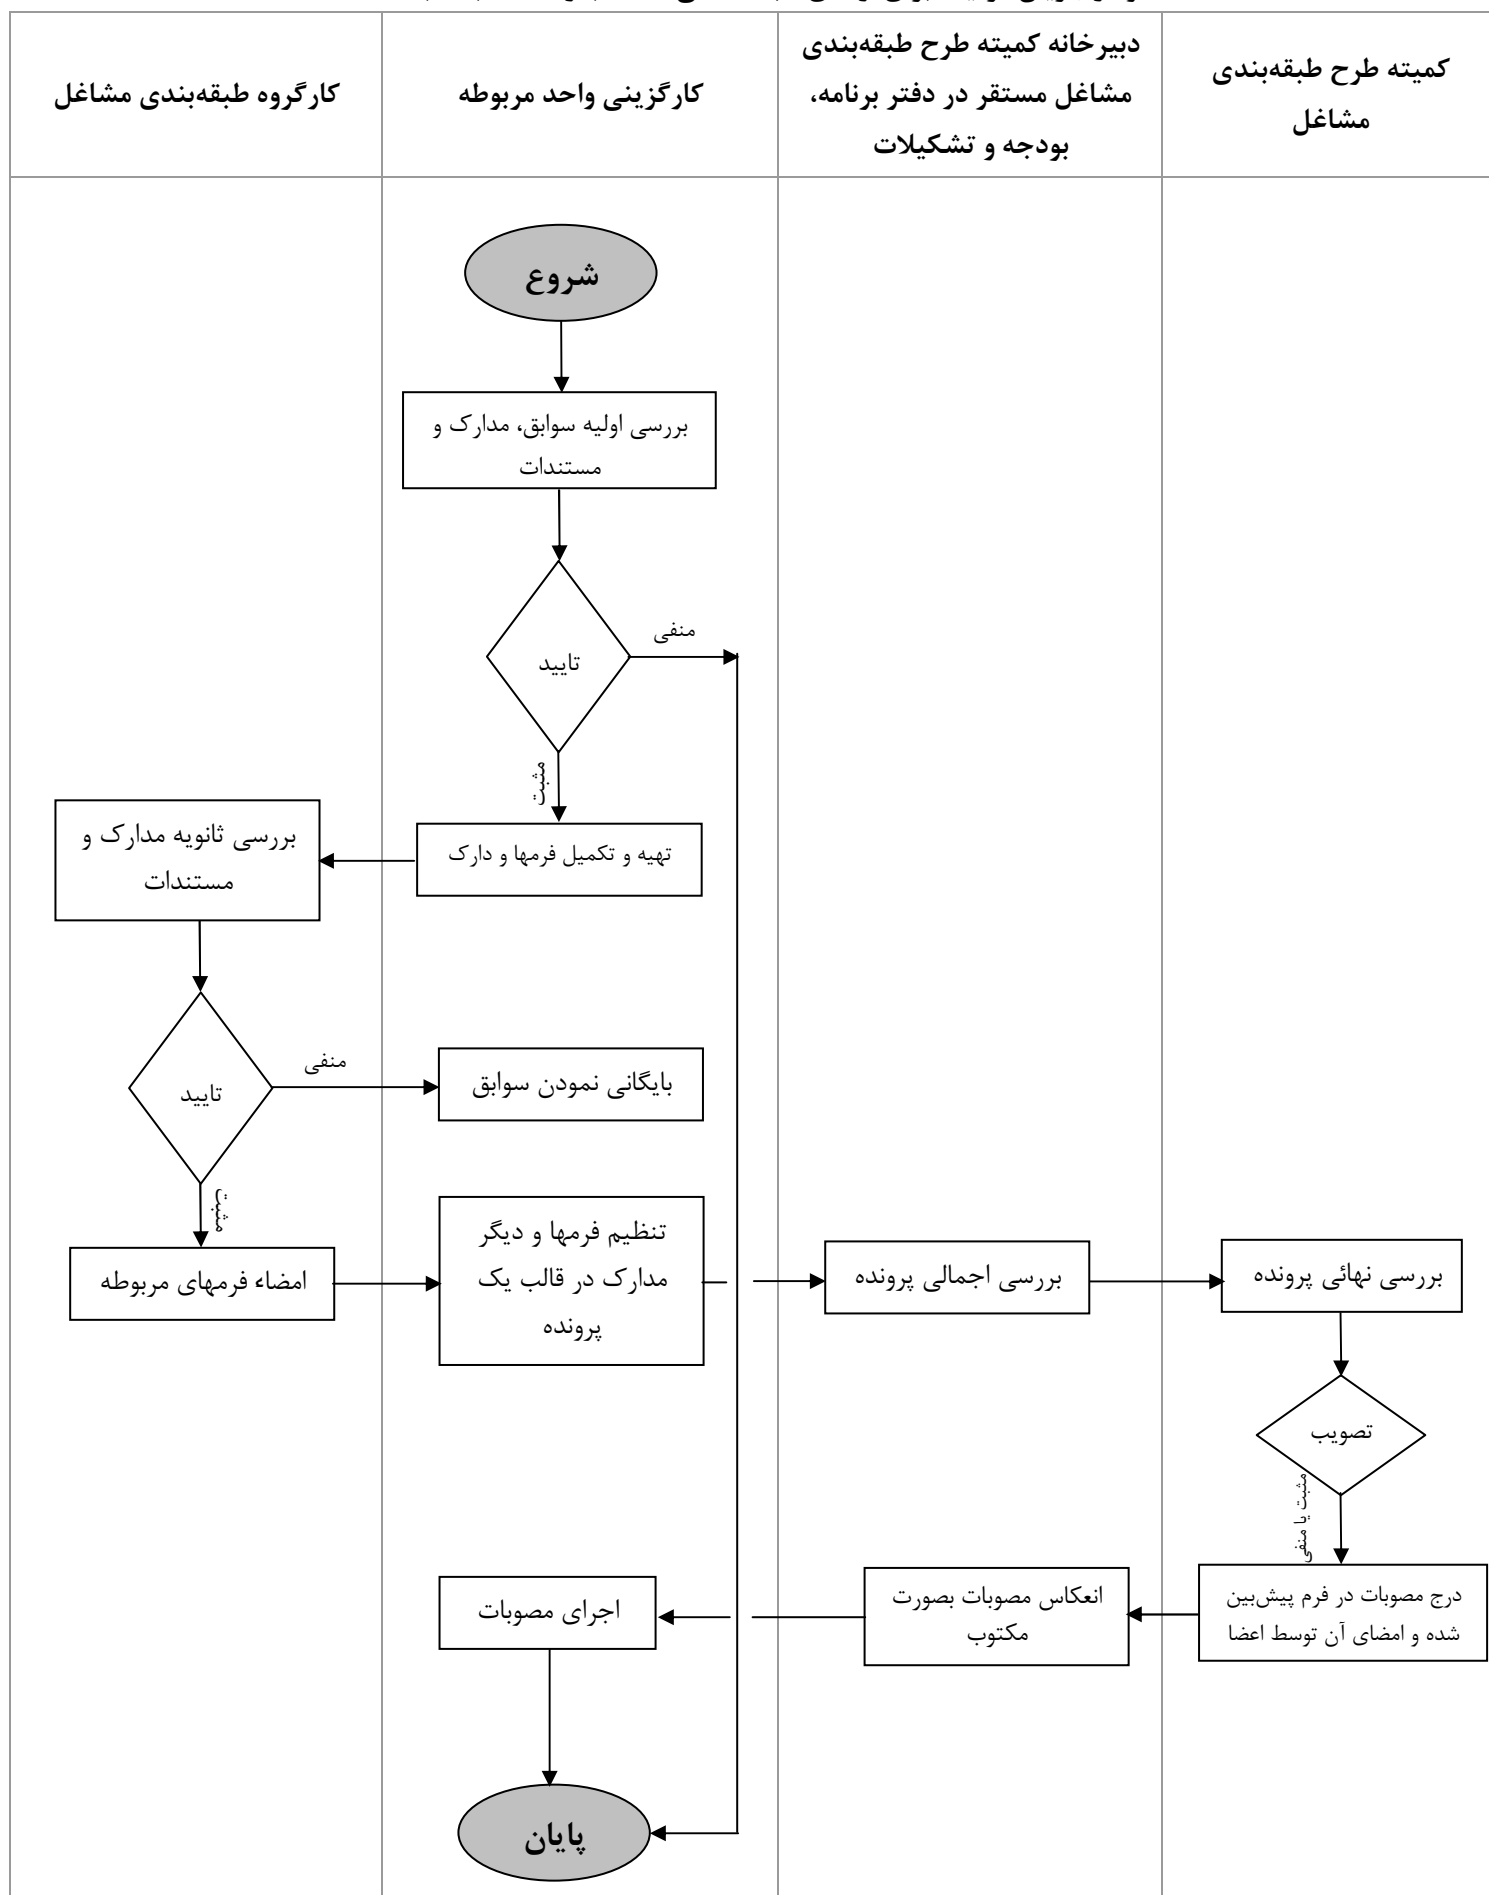 کمیته طرح طبقه‌بندی
مشاغل
دبیرخانه کمیته طرح طبقه‌بندی
مشاغل مستقر در دفتر برنامه،
بودجه و تشکیلات
کارگزینی واحد مربوطه
کارگروه طبقه‌بندی مشاغل
شروع
بررسی اولیه سوابق، مدارک و
مستندات
تایید
منفی
مثبت
تهیه و تکمیل فرمها و دارک
بررسی ثانویه مدارک و
مستندات
تایید
منفی
بایگانی نمودن سوابق
مثبت
امضاء فرمهای مربوطه
تنظیم فرمها و دیگر
مدارک در قالب یک
پرونده
بررسی اجمالی پرونده
بررسی نهائی پرونده
تصویب
مثبت یا منفی
درج مصوبات در فرم پیش‌بین
شده و امضای آن توسط اعضا
انعکاس مصوبات بصورت
مکتوب
اجرای مصوبات
پایان